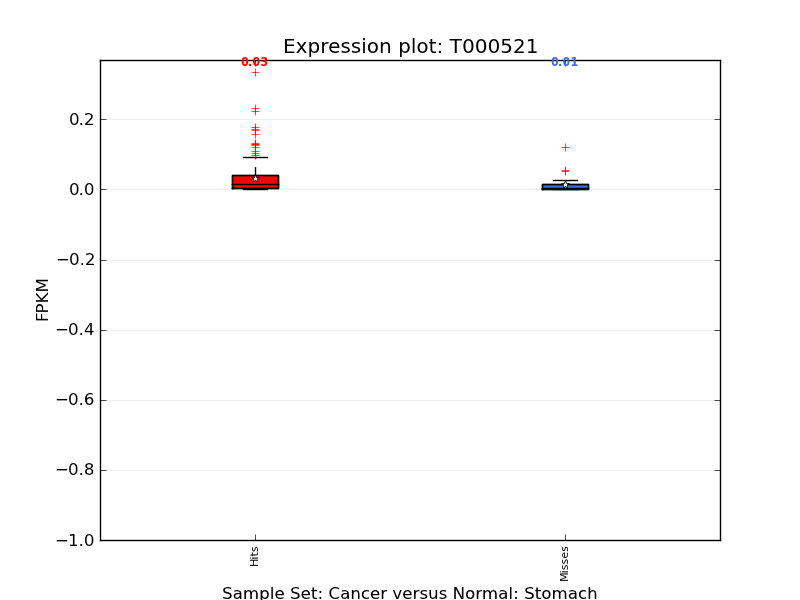 Expression plot: T000521
0.03
0.01
0.2
0.0
−0.2
−0.4
−0.6
−0.8
−1.0
FPKM
Hits
Misses
Sample Set: Cancer versus Normal: Stomach